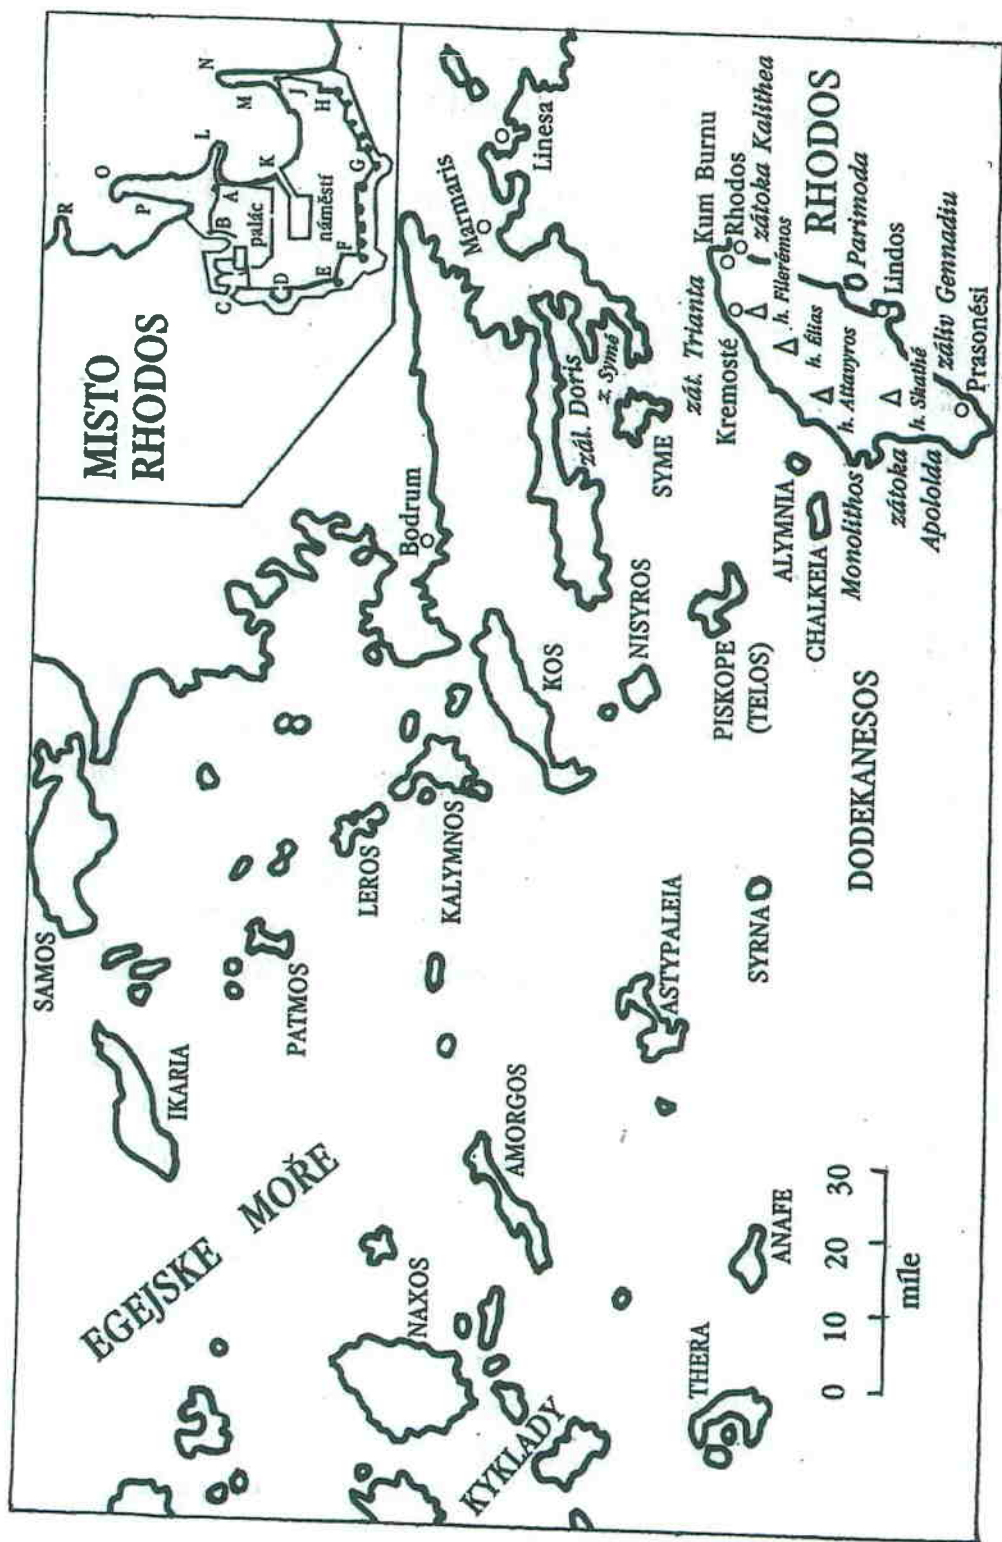 MISTO
RHODOS
R
O
P
L
N
M
B
A
palác
C
D
K
J
H
náměstí
E
F
G
SAMOS
IKARIA
EGEJSKE MOŘE
PATMOS
LEROS
KALYMNOS
NAXOS
AMORGOS
KYKLADY
Bodrum
Marmaris
Linesa
KOS
zál. Doris
z. Symé
SYME
NISYROS
ASTYPALEIA
PISKOPE
(TELOS)
SYRNA
THERA
ANAFE
zát. Trianta
Kum Burnu
Kremosté
Rhodos
zátoka Kalithea
h. Filerémos
h. Élias
RHODOS
h. Attavyros
Parimoda
ALYMNIA
CHALKEIA
Monolithos
Lindos
h. Skathé
zátoka
Apololda
záliv Gennadiu
Prasonési
DODEKANESOS
0 10 20 30
míle